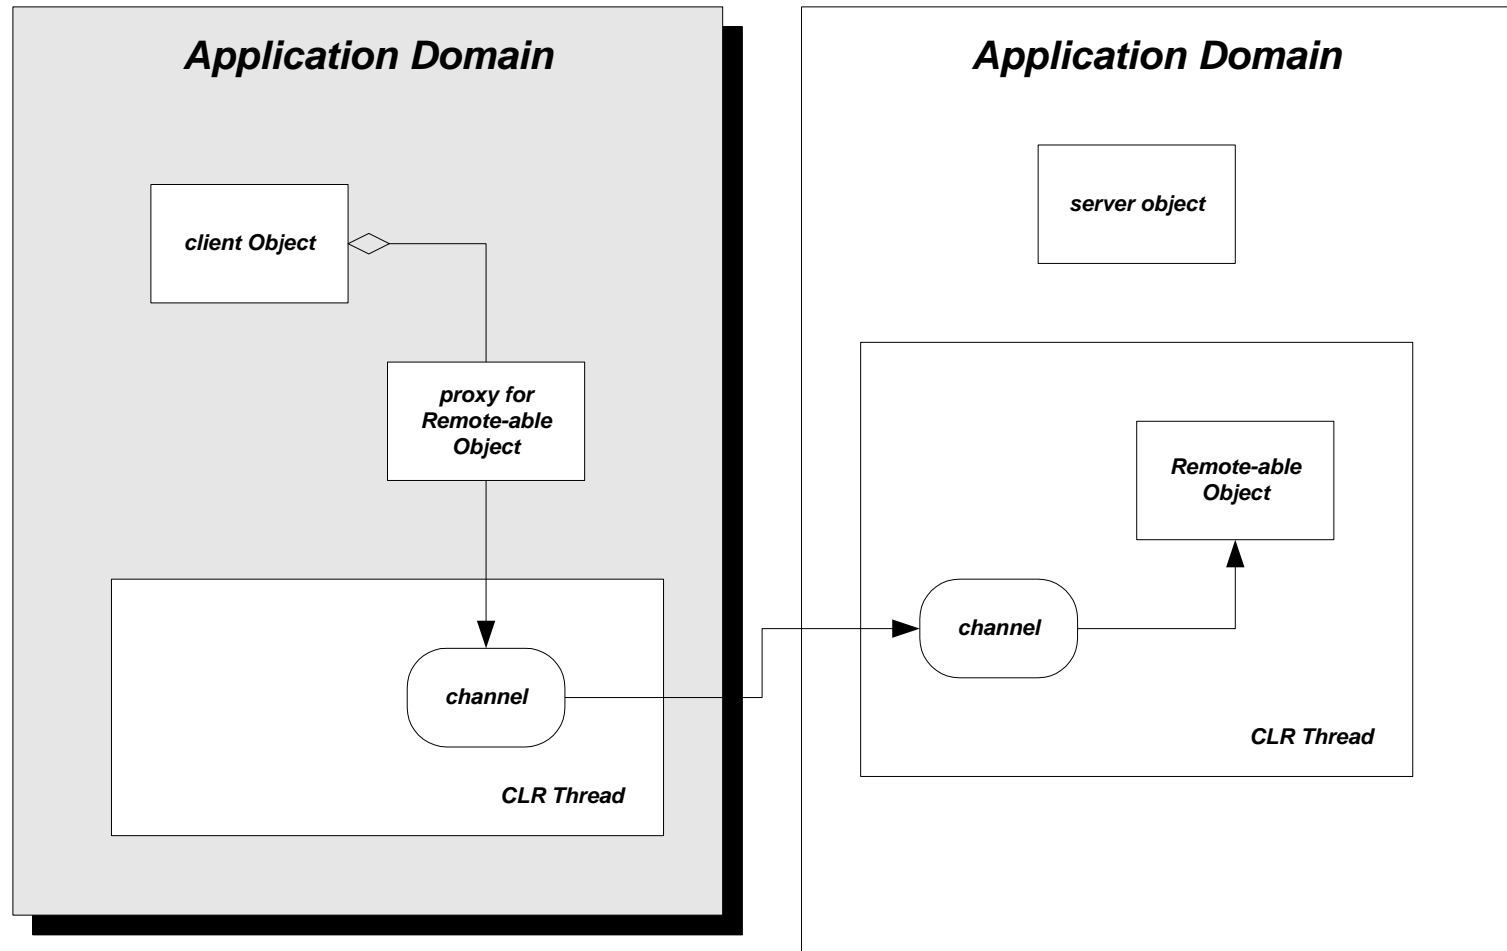 Application Domain
client Object
proxy for
Remote-able
Object
channel
CLR Thread
Application Domain
server object
Remote-able
Object
channel
CLR Thread